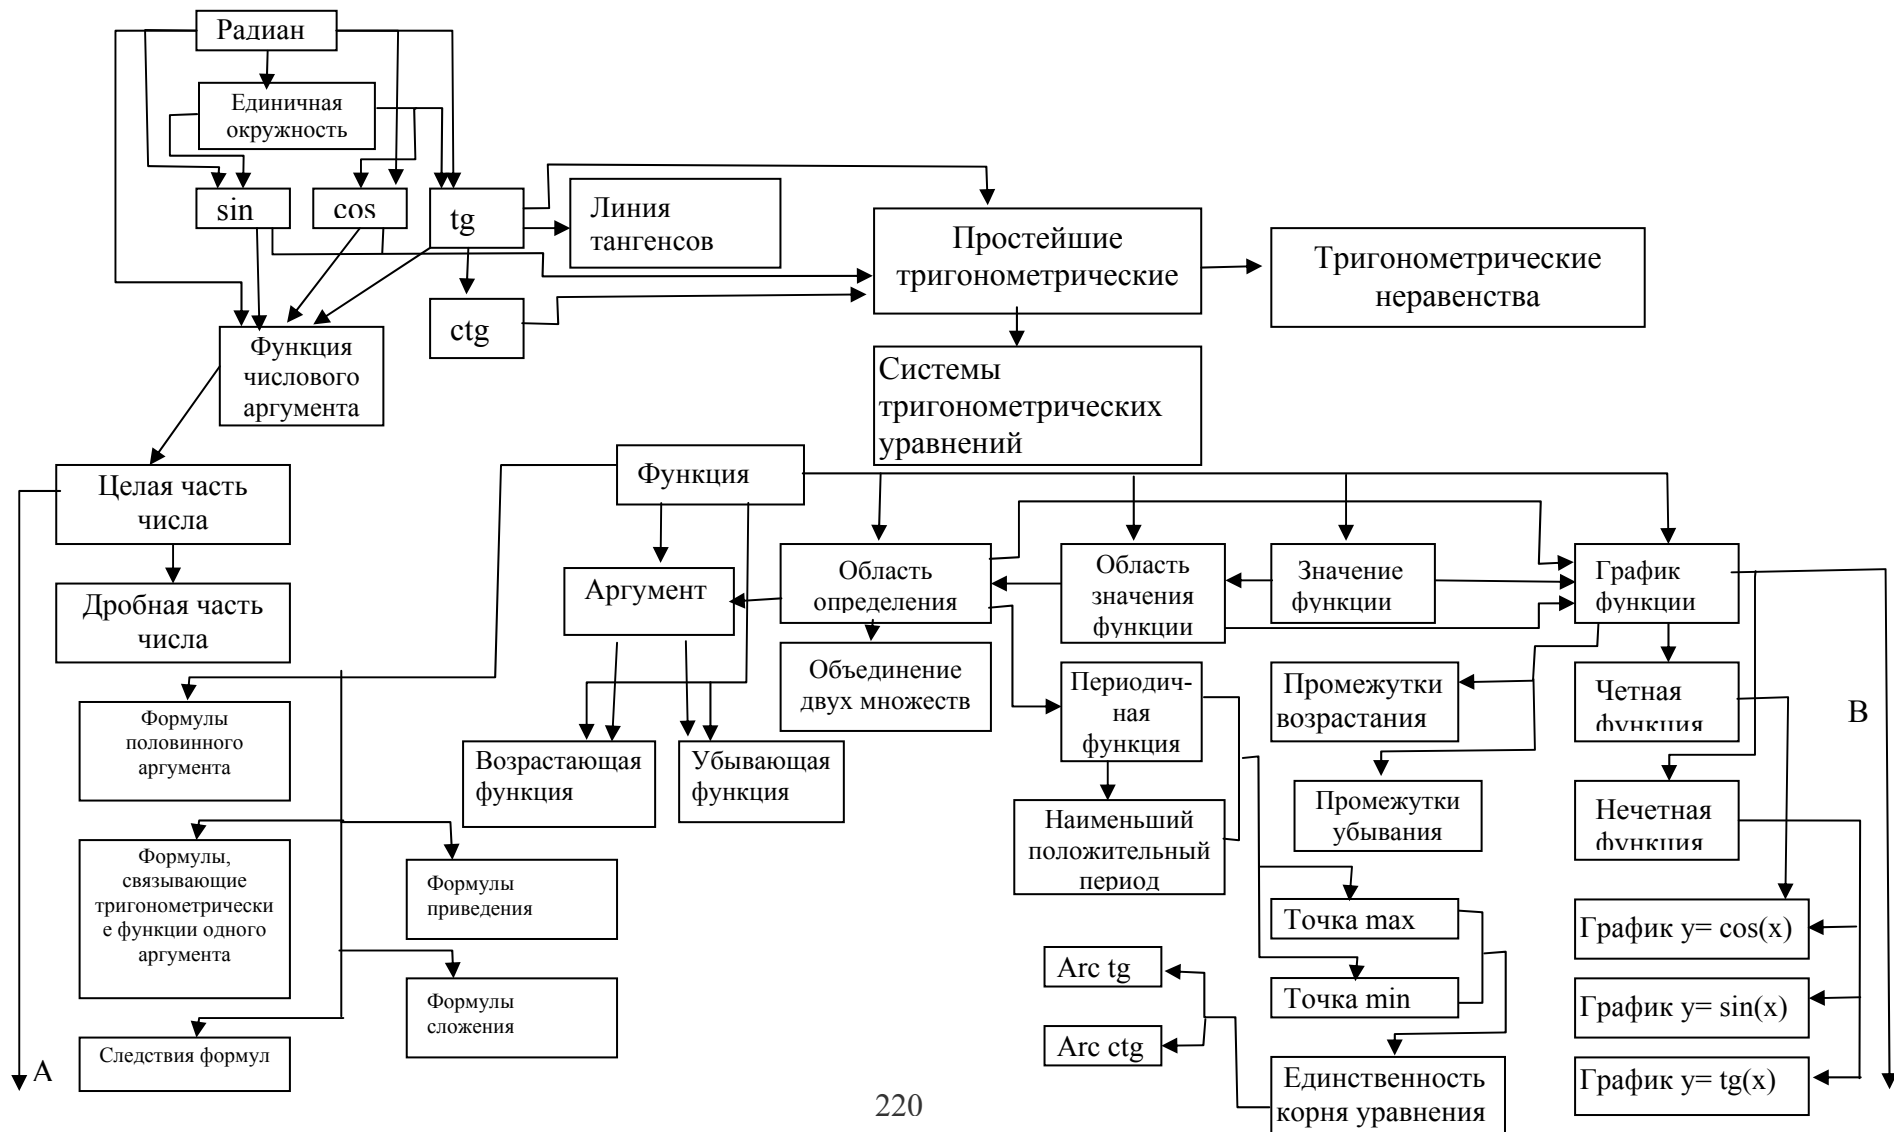 Радиан
Единичная
окружность
sin
cos
tg
Линия
тангенсов
ctg
Простейшие
тригонометрические
Тригонометрические
неравенства
Функция
числового
аргумента
Системы
тригонометрических
уравнений
Целая часть
числа
Дробная часть
числа
Функция
Аргумент
Область
определения
Область
значения
функции
Значение
функции
График
функции
Объединение
двух множеств
Периодич-
ная
функция
Промежутки
возрастания
Четная
функция
В
Формулы
половинного
аргумента
Возрастающая
функция
Убывающая
функция
Наименьший
положительный
период
Промежутки
убывания
Нечетная
функция
Формулы,
связывающие
тригонометрически
е функции одного
аргумента
Формулы
приведения
Точка max
График y= cos(x)
Arc tg
Точка min
График y= sin(x)
Формулы
сложения
Следствия формул
А
Arc ctg
Единственность
корня уравнения
График y= tg(x)
220